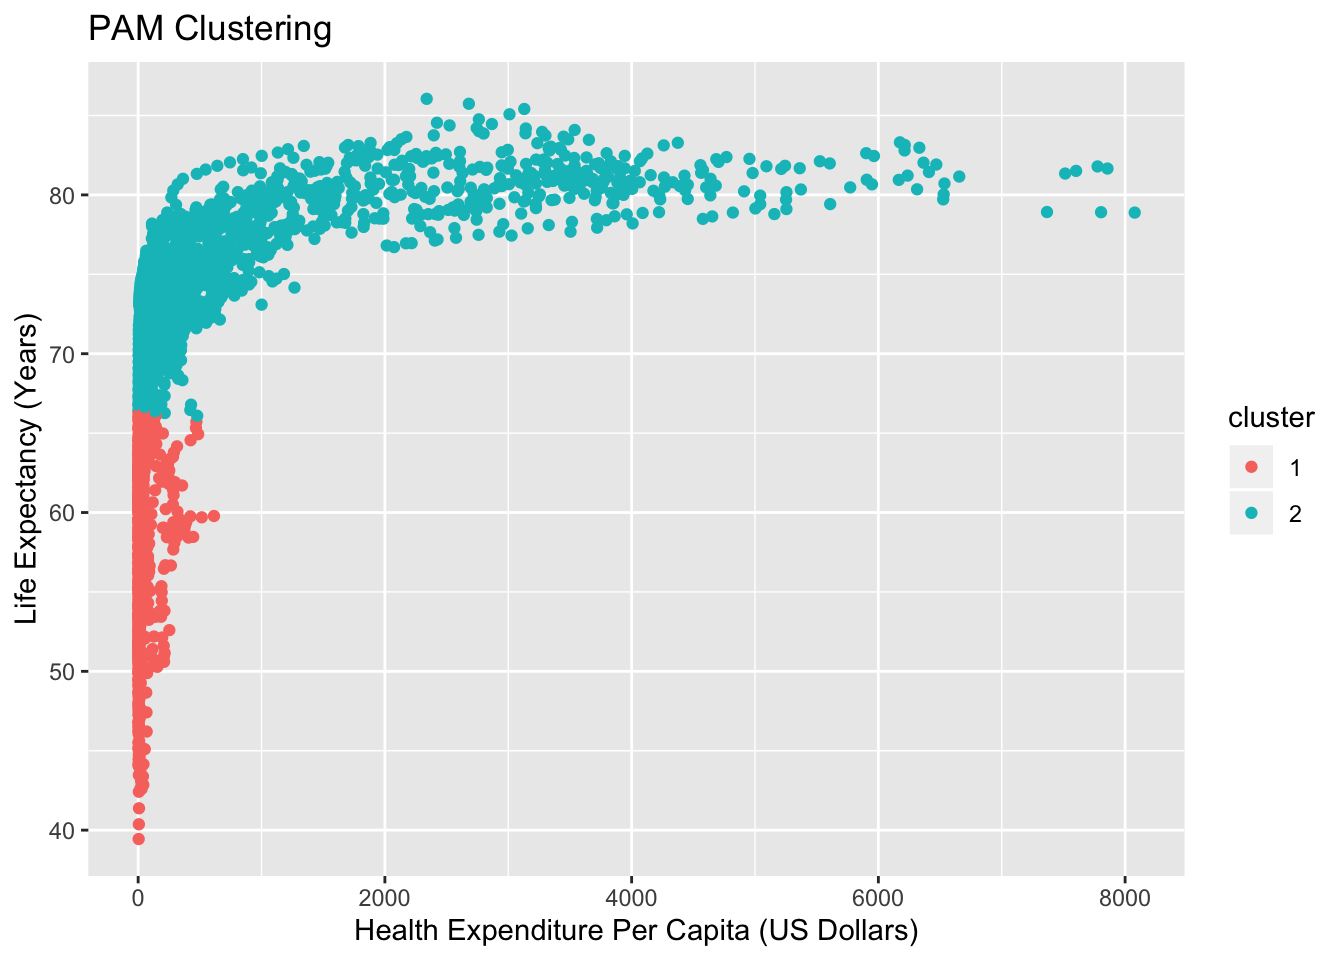 PAM Clustering
Life Expectancy (Years)
80
70
60
50
40
0 2000 4000 6000 8000
Health Expenditure Per Capita (US Dollars)
cluster
1
2